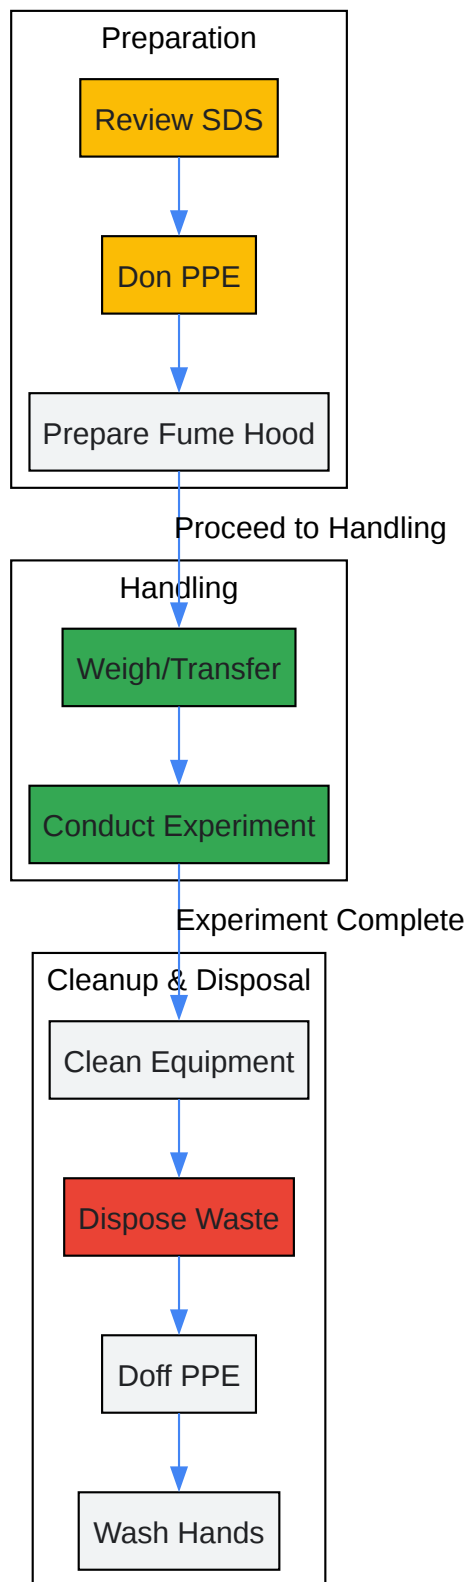 Preparation
Review SDS
Don PPE
Prepare Fume Hood
Proceed to Handling
Handling
Weigh/Transfer
Conduct Experiment
Experiment Complete
Cleanup & Disposal
Clean Equipment
Dispose Waste
Doff PPE
Wash Hands